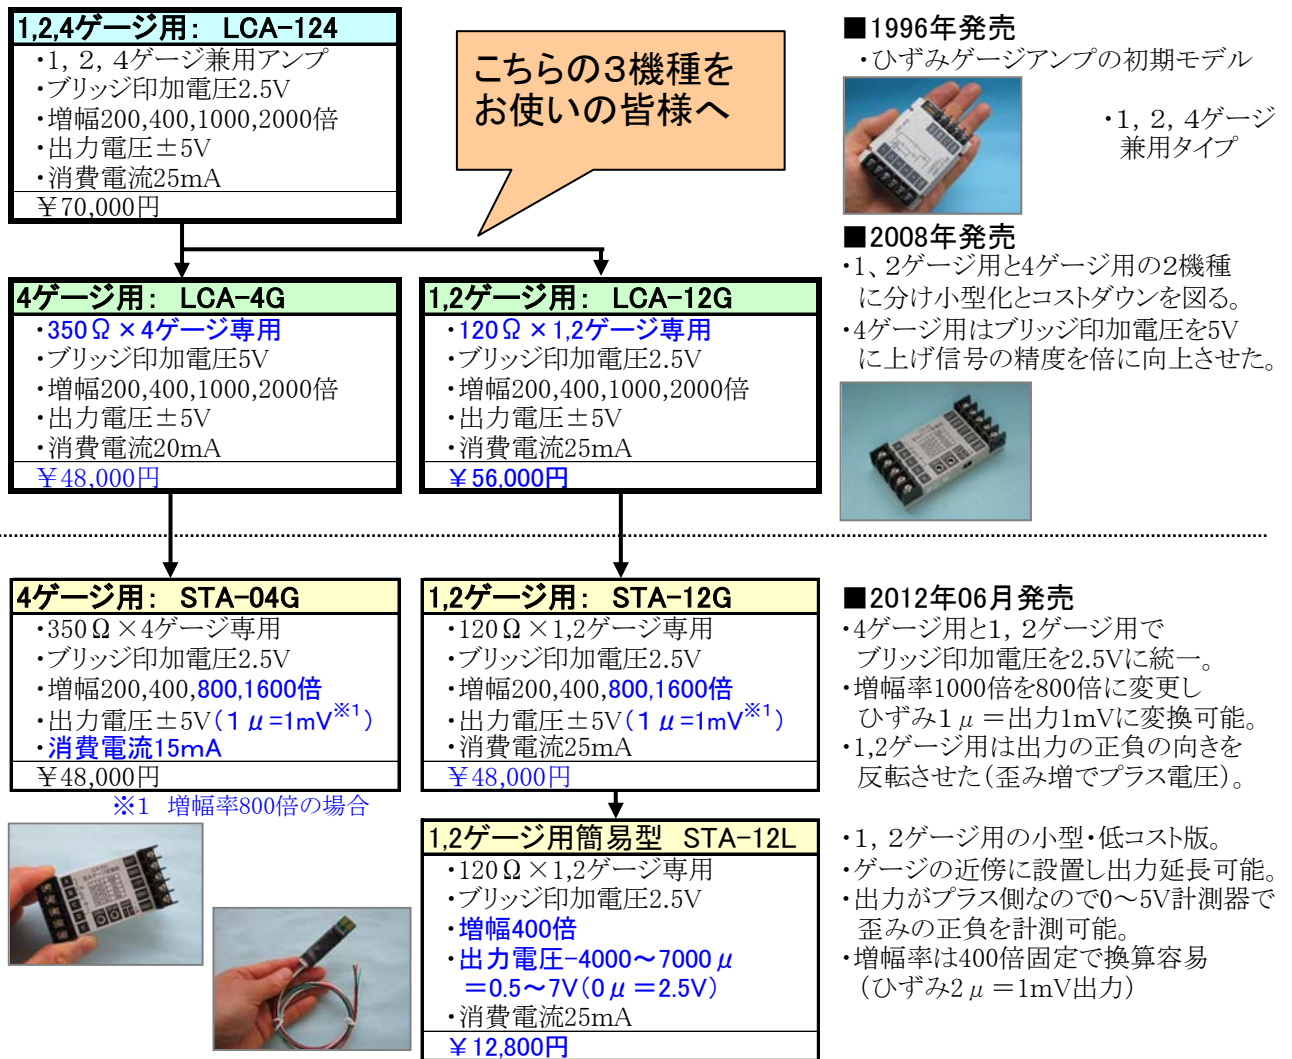 1,2,4ゲージ用： LCA-124
・1，2，4ゲージ兼用アンプ
・ブリッジ印加電圧2.5V
・増幅200,400,1000,2000倍
・出力電圧±5V
・消費電流25mA
￥70,000円
こちらの3機種を
お使いの皆様へ
■1996年発売
・ひずみゲージアンプの初期モデル
・1，2，4ゲージ
兼用タイプ
4ゲージ用： LCA-4G
・350Ω×4ゲージ専用
・ブリッジ印加電圧5V
・増幅200,400,1000,2000倍
・出力電圧±5V
・消費電流20mA
￥48,000円
1,2ゲージ用： LCA-12G
・120Ω×1,2ゲージ専用
・ブリッジ印加電圧2.5V
・増幅200,400,1000,2000倍
・出力電圧±5V
・消費電流25mA
￥56,000円
■2008年発売
・1、2ゲージ用と4ゲージ用の2機種
に分け小型化とコストダウンを図る。
・4ゲージ用はブリッジ印加電圧を5V
に上げ信号の精度を倍に向上させた。
4ゲージ用： STA-04G
・350Ω×4ゲージ専用
・ブリッジ印加電圧2.5V
・増幅200,400,800,1600倍
・出力電圧±5V(1μ=1mV※1)
・消費電流15mA
￥48,000円
※1 増幅率800倍の場合
1,2ゲージ用： STA-12G
・120Ω×1,2ゲージ専用
・ブリッジ印加電圧2.5V
・増幅200,400,800,1600倍
・出力電圧±5V(1μ=1mV※1)
・消費電流25mA
￥48,000円
■2012年06月発売
・4ゲージ用と1，2ゲージ用で
ブリッジ印加電圧を2.5Vに統一。
・増幅率1000倍を800倍に変更し
ひずみ1μ＝出力1mVに変換可能。
・1,2ゲージ用は出力の正負の向きを
反転させた(歪み増でプラス電圧)。
1,2ゲージ用簡易型 STA-12L
・120Ω×1,2ゲージ専用
・ブリッジ印加電圧2.5V
・増幅400倍
・出力電圧-4000～7000μ
＝0.5～7V(0μ＝2.5V)
・消費電流25mA
￥12,800円
・1，2ゲージ用の小型・低コスト版。
・ゲージの近傍に設置し出力延長可能。
・出力がプラス側なので0～5V計測器で
歪みの正負を計測可能。
・増幅率は400倍固定で換算容易
(ひずみ2μ＝1mV出力)